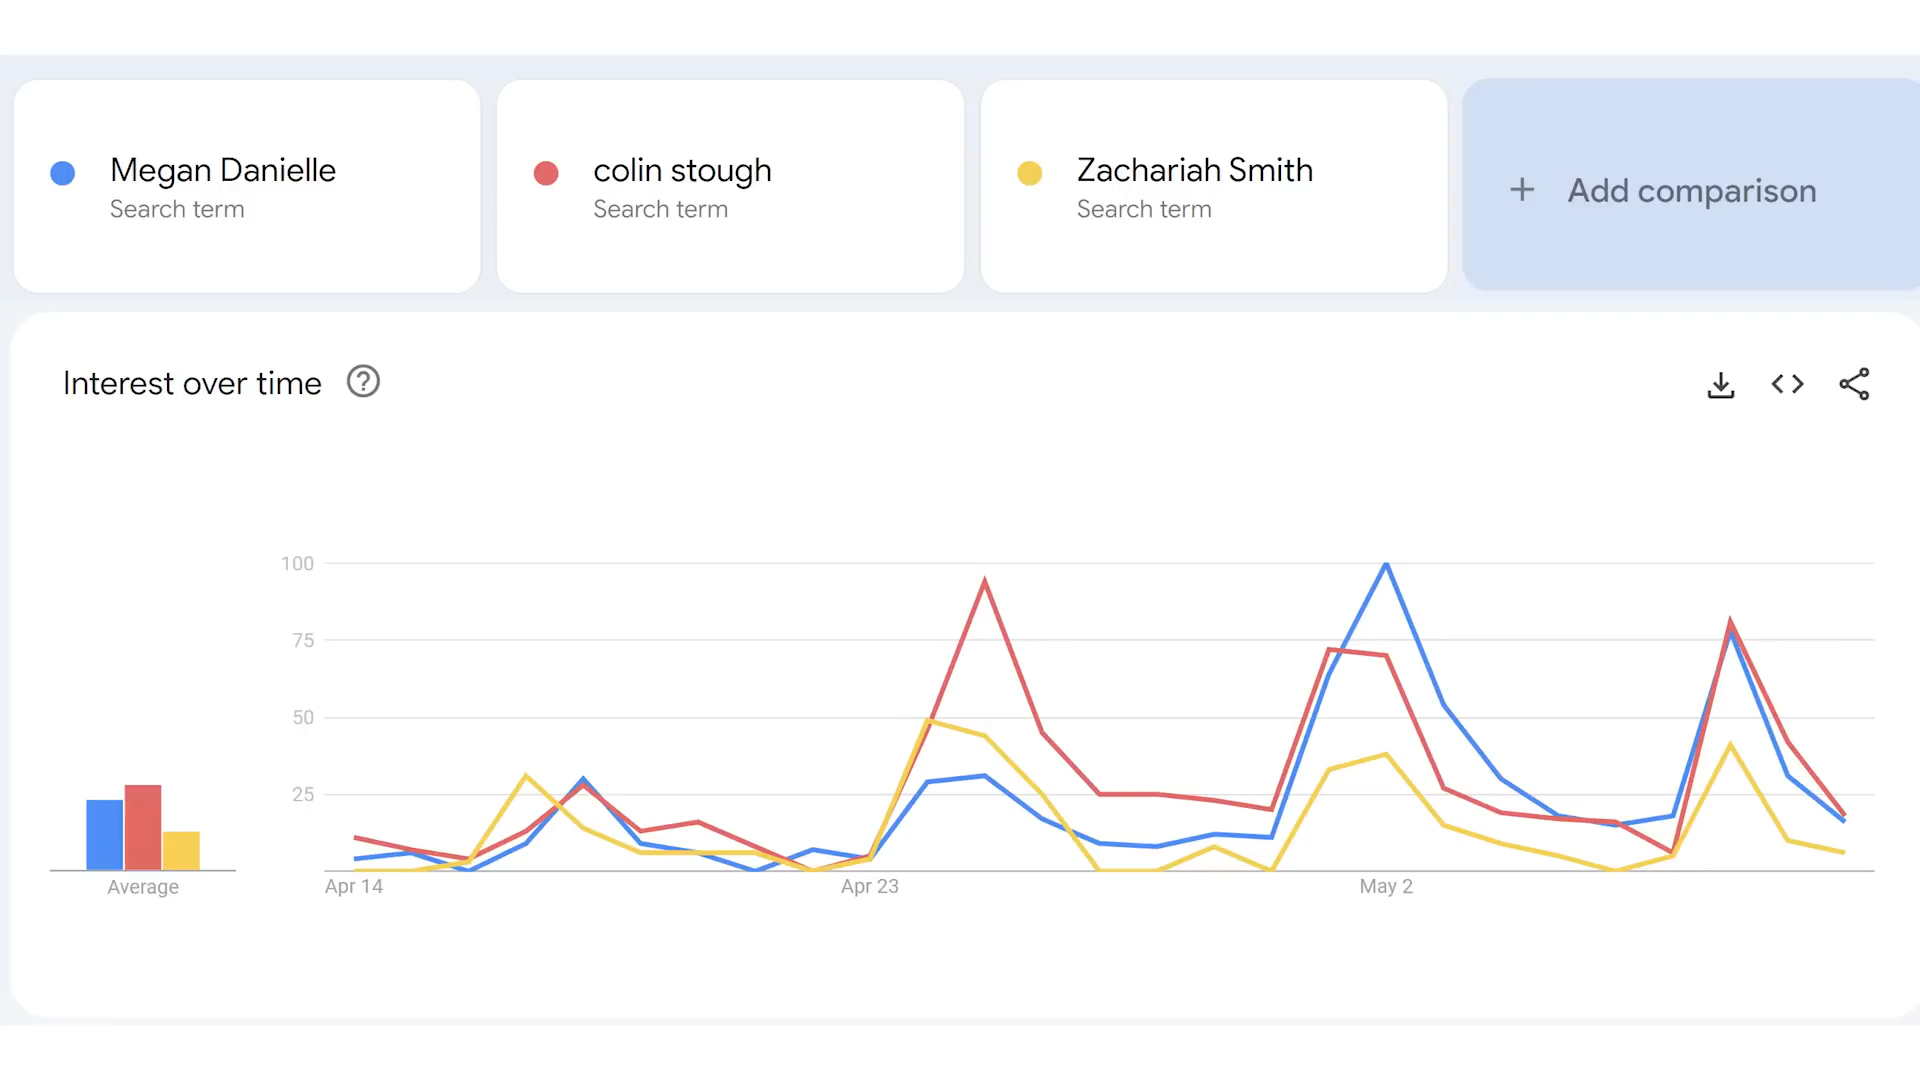 Megan Danielle
Search term
colin stough
Search term
Zachariah Smith
Search term
+ Add comparison
Interest over time ?
100
75
50
25
Average
Apr 14
Apr 23
May 2